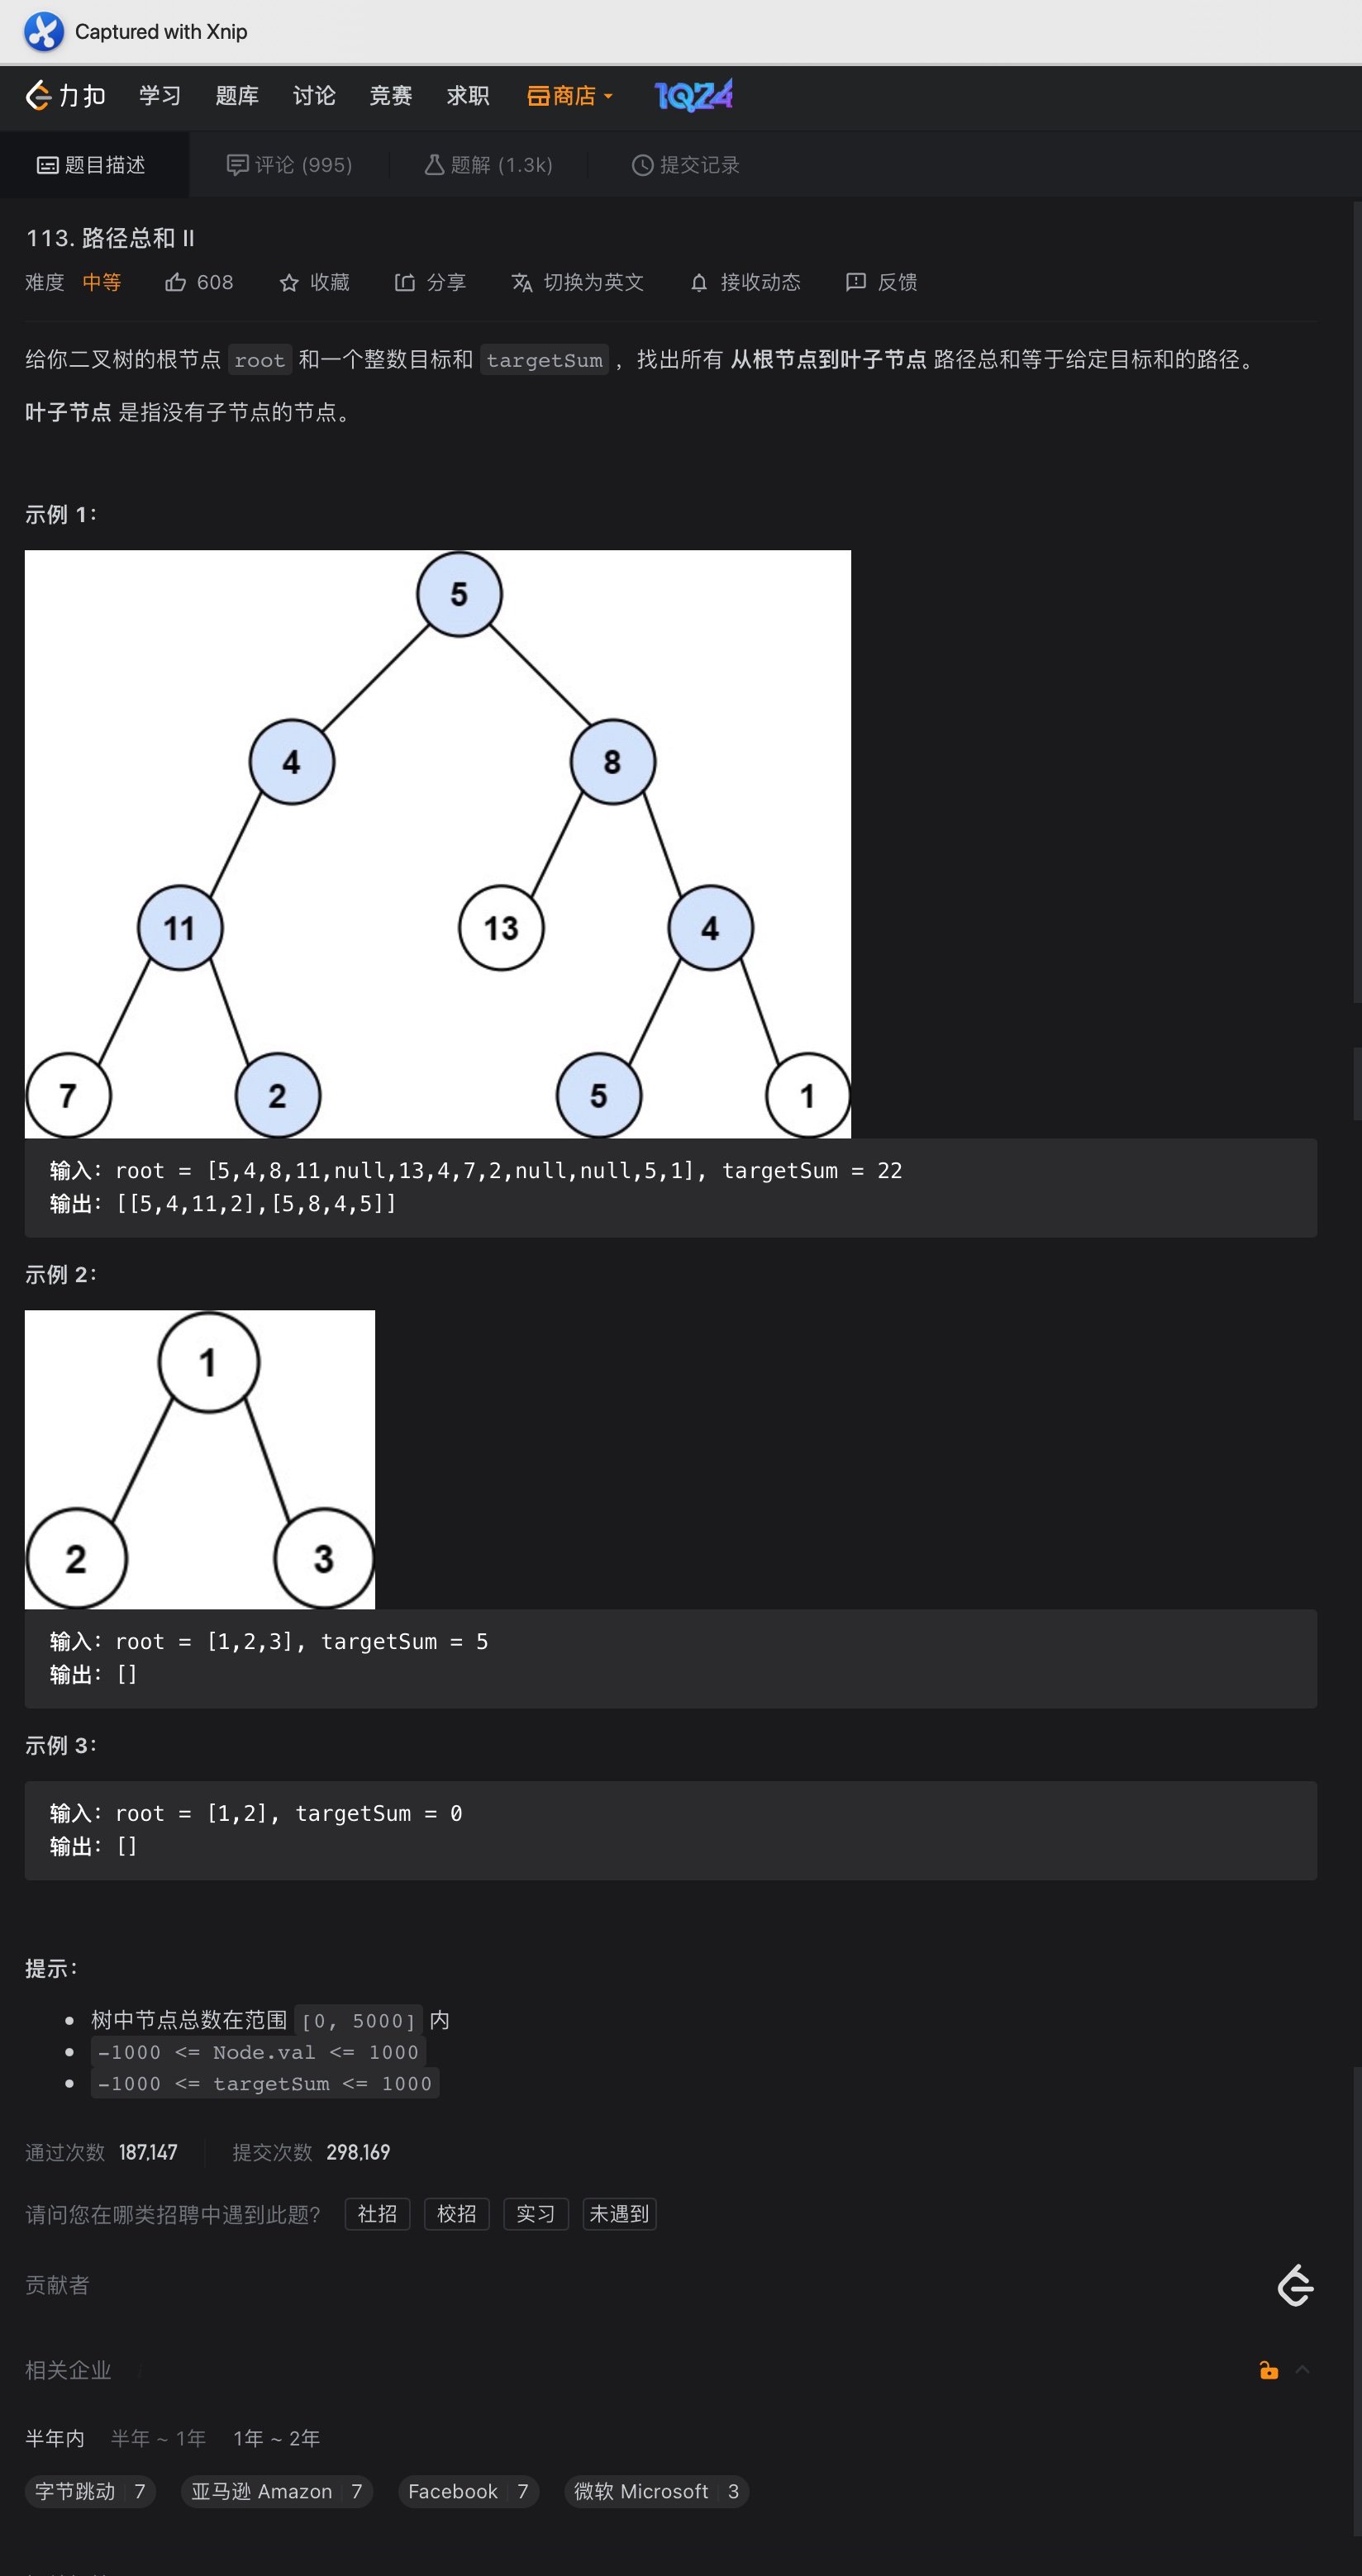 Captured with Xnip
力扣 学习 题库 讨论 竞赛 求职 商店 1024
题目描述 评论 (995) 题解 (1.3k) 提交记录
113. 路径总和 II
难度 中等 608 收藏 分享 切换为英文 接收动态 反馈
给你二叉树的根节点 root 和一个整数目标和 targetSum ，找出所有 从根节点到叶子节点 路径总和等于给定目标和的路径。
叶子节点 是指没有子节点的节点。
示例 1：
5
4 8
11 13 4
7 2 5 1
输入：root = [5,4,8,11,null,13,4,7,2,null,null,5,1], targetSum = 22
输出：[[5,4,11,2],[5,8,4,5]]
示例 2：
1
2 3
输入：root = [1,2,3], targetSum = 5
输出：[]
示例 3：
输入：root = [1,2], targetSum = 0
输出：[]
提示：
树中节点总数在范围 [0, 5000] 内
-1000 <= Node.val <= 1000
-1000 <= targetSum <= 1000
通过次数 187,147 提交次数 298,169
请问您在哪类招聘中遇到此题？ 社招 校招 实习 未遇到
贡献者
相关企业
半年内 半年 ~ 1年 1年 ~ 2年
字节跳动 7 亚马逊 Amazon 7 Facebook 7 微软 Microsoft 3